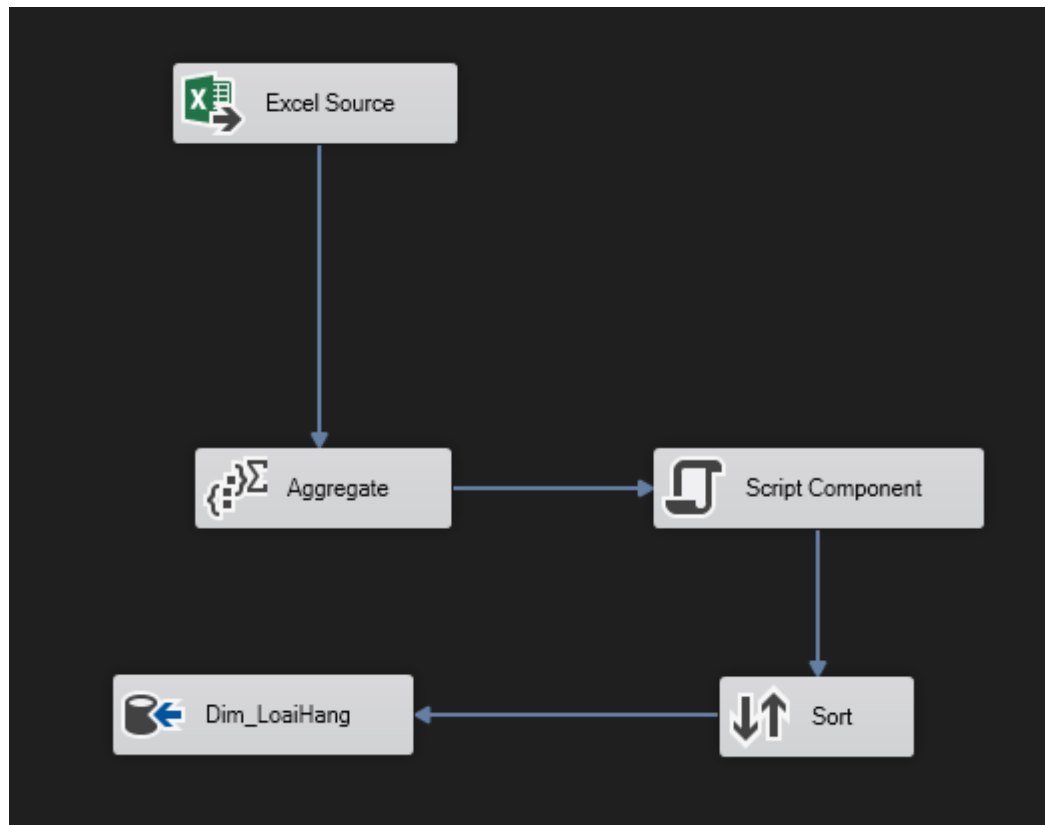 Excel Source
Aggregate
Script Component
Dim_LoaiHang
Sort